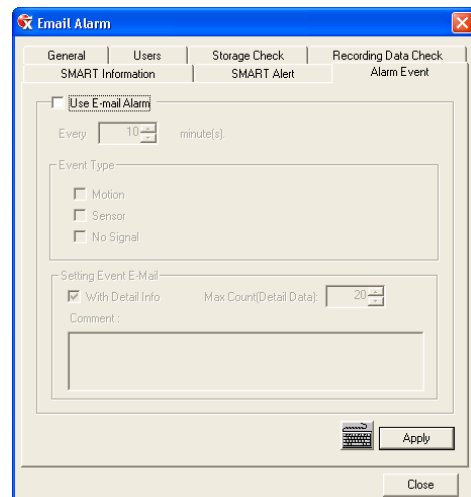 Email Alarm
General Users Storage Check Recording Data Check
SMART Information SMART Alert Alarm Event
Use E-mail Alarm
Every 10 minute(s).
Event Type
Motion
Sensor
No Signal
Setting Event E-Mail
With Detail Info Max Count(Detail Data): 20
Comment :
Apply
Close